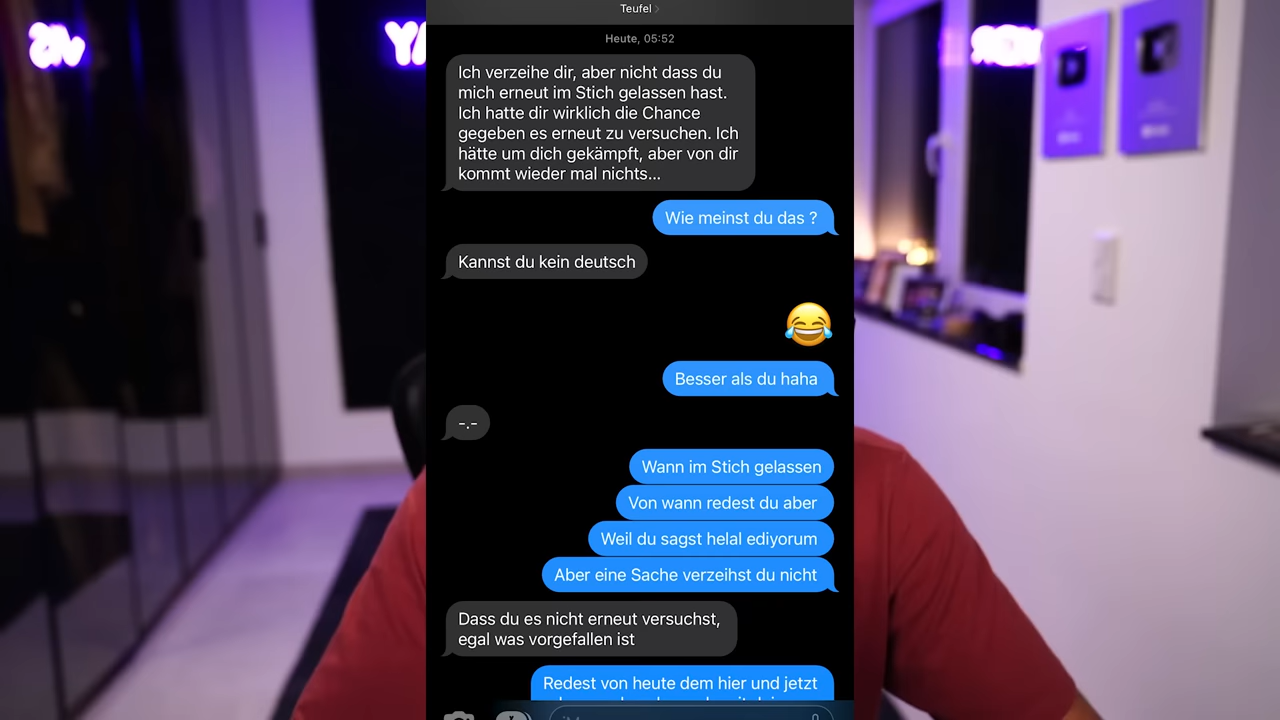 Teufel
Heute, 05:52
Ich verzeihe dir, aber nicht dass du
mich erneut im Stich gelassen hast.
Ich hatte dir wirklich die Chance
gegeben es erneut zu versuchen. Ich
hätte um dich gekämpft, aber von dir
kommt wieder mal nichts...
Wie meinst du das ?
Kannst du kein deutsch
😂
Besser als du haha
-.-
Wann im Stich gelassen
Von wann redest du aber
Weil du sagst helal ediyorum
Aber eine Sache verzeihst du nicht
Dass du es nicht erneut versuchst,
egal was vorgefallen ist
Redest von heute dem hier und jetzt